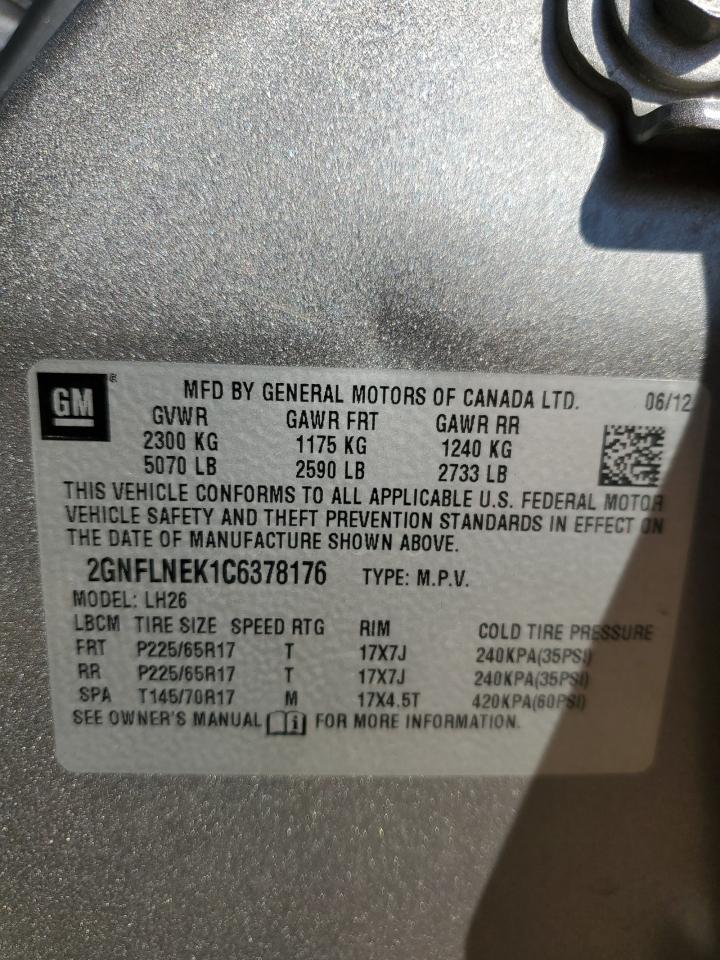 GM® MFD BY GENERAL MOTORS OF CANADA LTD. 06/12
GVWR GAWR FRT GAWR RR
2300 KG 1175 KG 1240 KG
5070 LB 2590 LB 2733 LB
THIS VEHICLE CONFORMS TO ALL APPLICABLE U.S. FEDERAL MOTOR
VEHICLE SAFETY AND THEFT PREVENTION STANDARDS IN EFFECT ON
THE DATE OF MANUFACTURE SHOWN ABOVE.
2GNFLNEK1C6378176 TYPE: M.P.V.
MODEL: LH26
LBCM TIRE SIZE SPEED RTG RIM COLD TIRE PRESSURE
FRT P225/65R17 T 17X7J 240KPA(35PSI)
RR P225/65R17 T 17X7J 240KPA(35PSI)
SPA T145/70R17 M 17X4.5T 420KPA(60PSI)
SEE OWNER'S MANUAL FOR MORE INFORMATION.